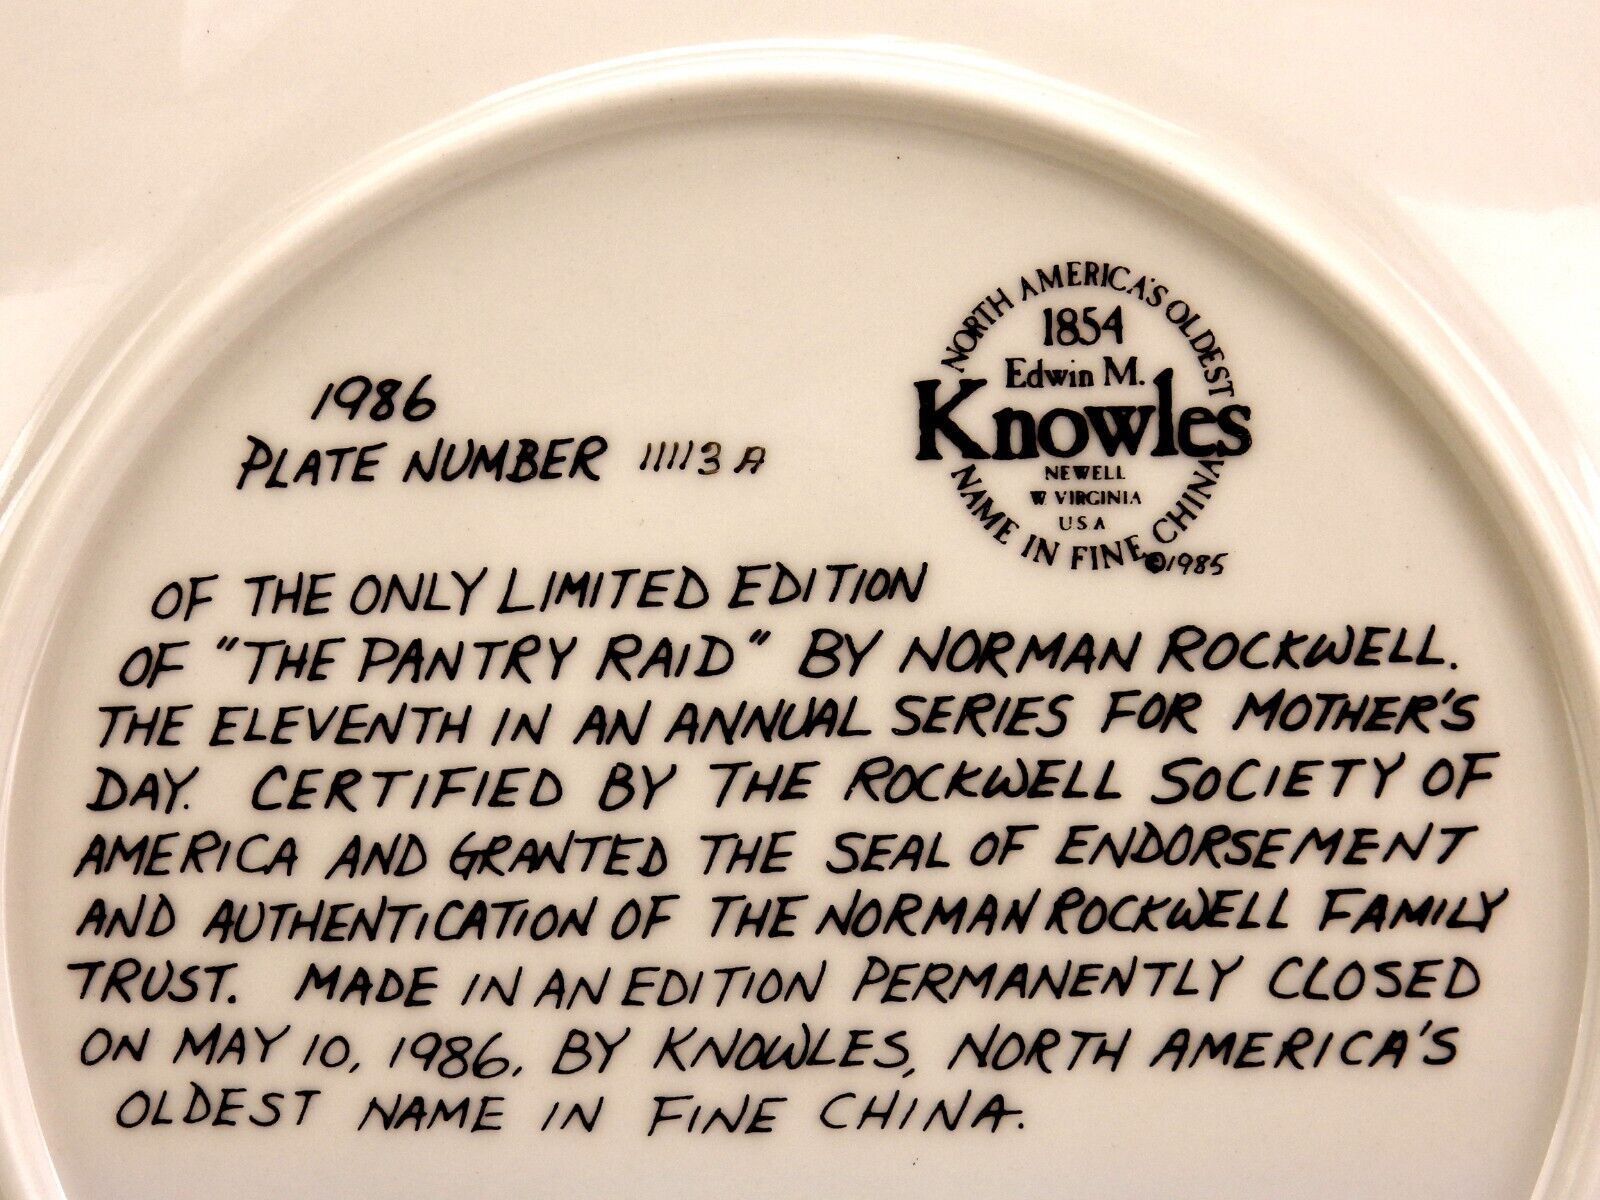 NORTH AMERICA'S OLDEST
1854
Edwin M.
Knowles
NEWELL
W VIRGINIA
USA
NAME IN FINE CHINA
©1985
1986
PLATE NUMBER 11113 A
OF THE ONLY LIMITED EDITION
OF "THE PANTRY RAID" BY NORMAN ROCKWELL.
THE ELEVENTH IN AN ANNUAL SERIES FOR MOTHER'S
DAY. CERTIFIED BY THE ROCKWELL SOCIETY OF
AMERICA AND GRANTED THE SEAL OF ENDORSEMENT
AND AUTHENTICATION OF THE NORMAN ROCKWELL FAMILY
TRUST. MADE IN AN EDITION PERMANENTLY CLOSED
ON MAY 10, 1986, BY KNOWLES, NORTH AMERICA'S
OLDEST NAME IN FINE CHINA.